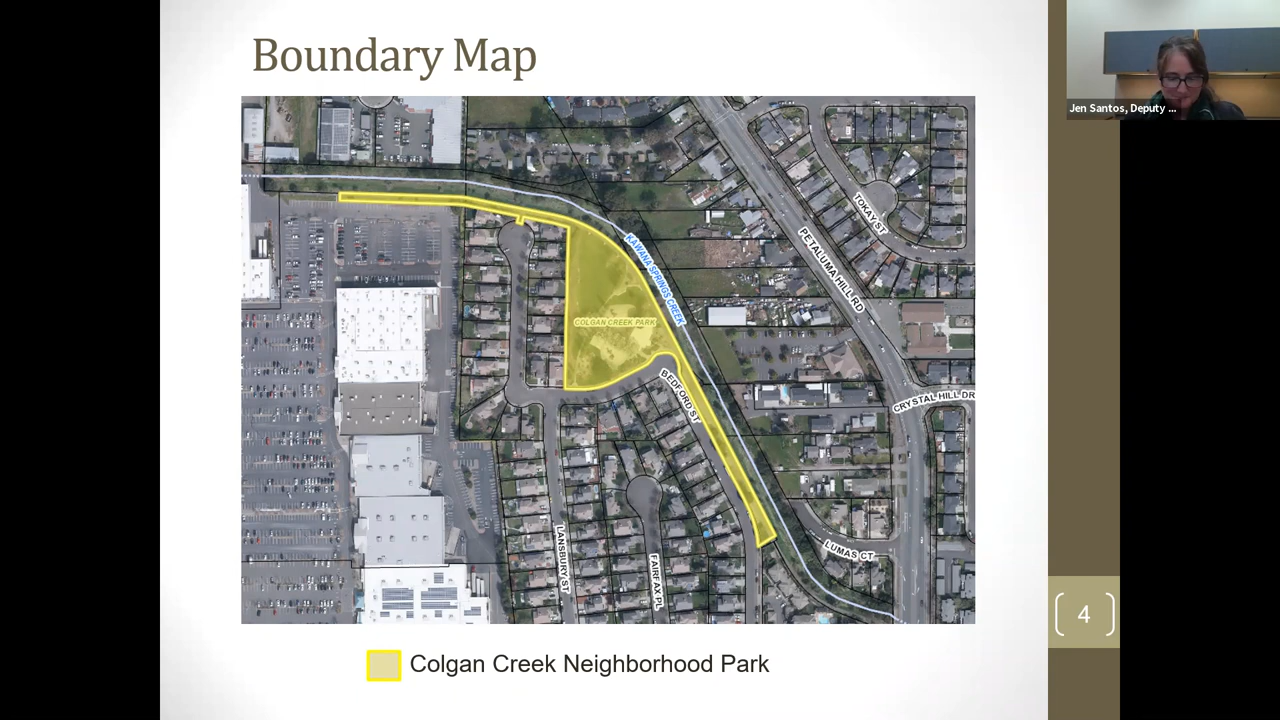 Boundary Map
Jen Santos, Deputy ...
TOKAY ST
KAWANA SPRINGS CREEK
PETALUMA HILL RD
COLGAN CREEK PARK
BEDFORD ST
CRYSTAL HILL DR
LANSBURY ST
FAIRFAX PL
LUMAS CT
4
Colgan Creek Neighborhood Park